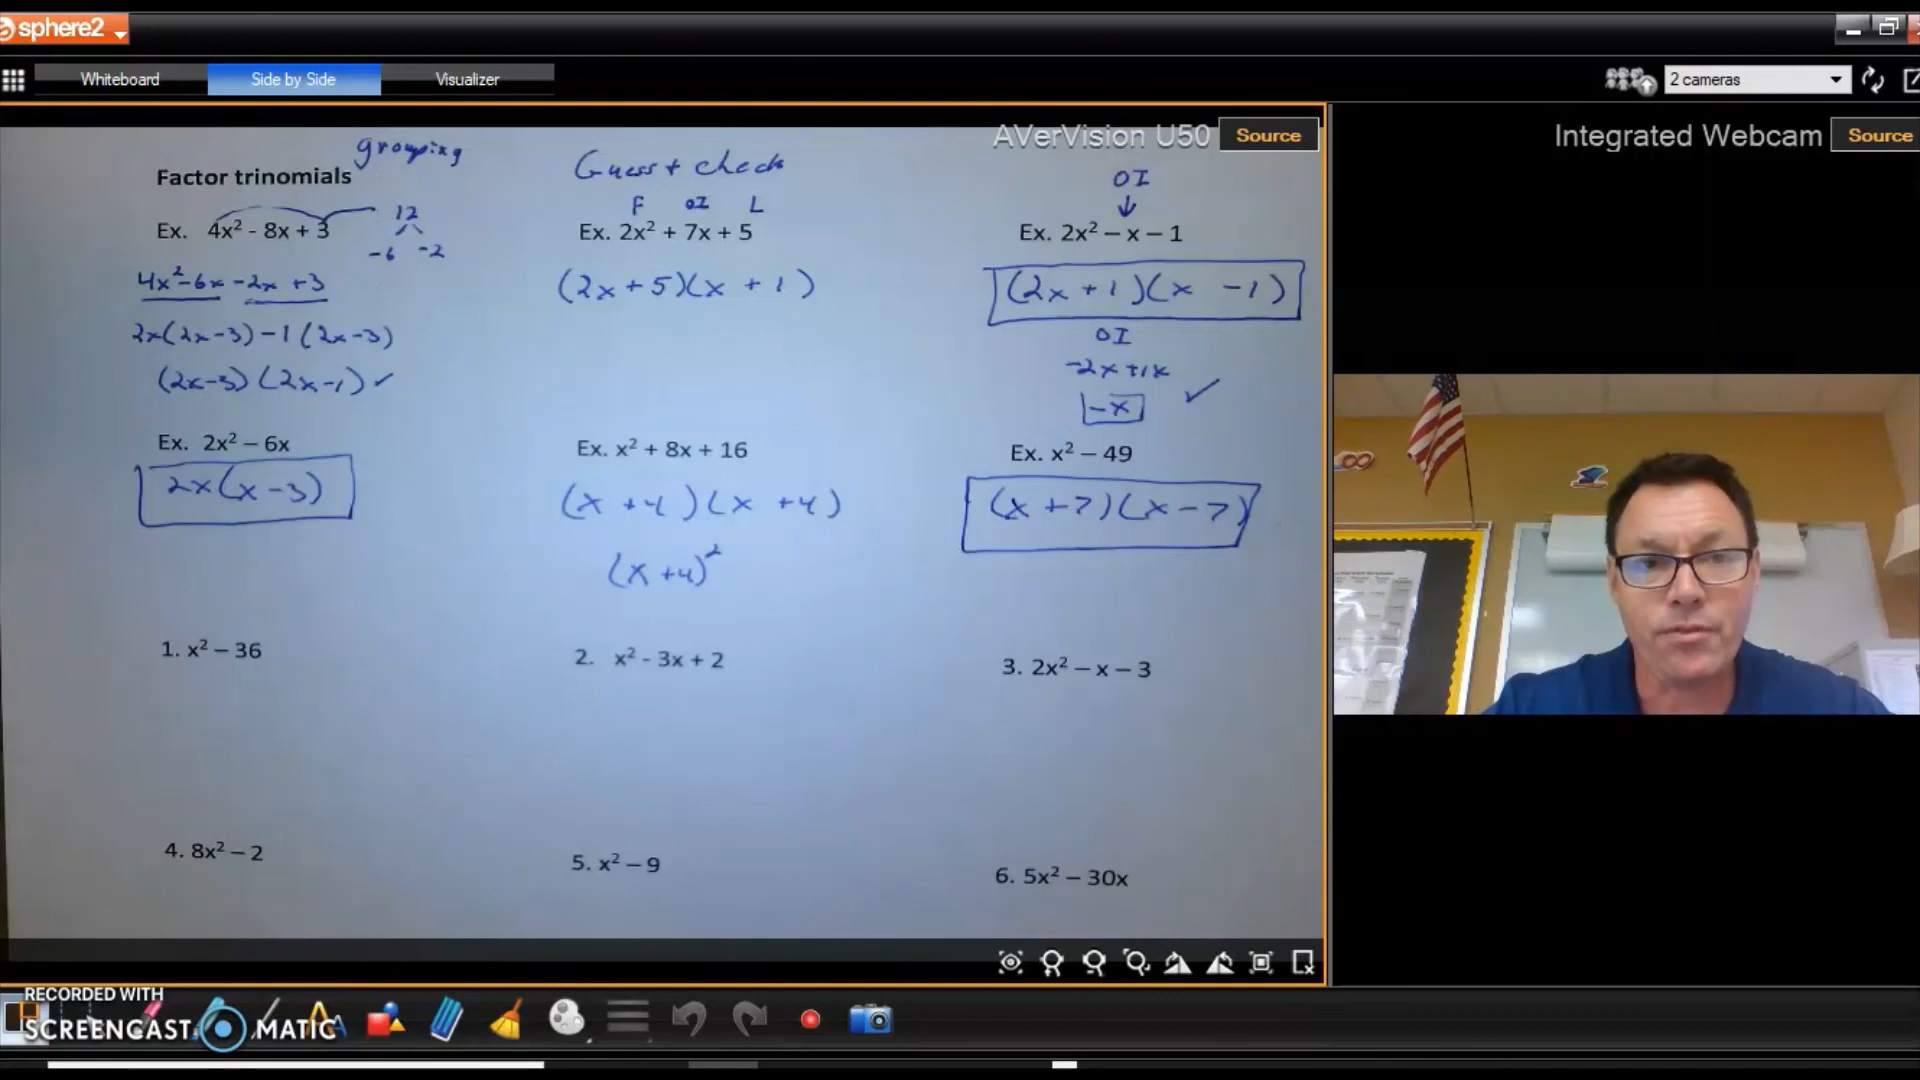 sphere2
Whiteboard
Side by Side
Visualizer
2 cameras
AVerVision U50
Source
Integrated Webcam
Source
grouping
Factor trinomials
Ex. 4x² - 8x + 3
12
-6 -2
4x²-6x -2x +3
2x(2x-3) -1 (2x-3)
(2x-3) (2x-1) ✓
Guess + check
F OI L
Ex. 2x² + 7x + 5
(2x+5)(x + 1)
OI
Ex. 2x² – x – 1
(2x +1)(x -1)
OI
-2x +1x
-x ✓
Ex. 2x² – 6x
2x(x-3)
Ex. x² + 8x + 16
(x +4)(x +4)
(x +4)²
Ex. x² – 49
(x +7)(x -7)
1. x² – 36
2. x² - 3x + 2
3. 2x² – x – 3
4. 8x² – 2
5. x² – 9
6. 5x² – 30x
RECORDED WITH
SCREENCAST MATIC